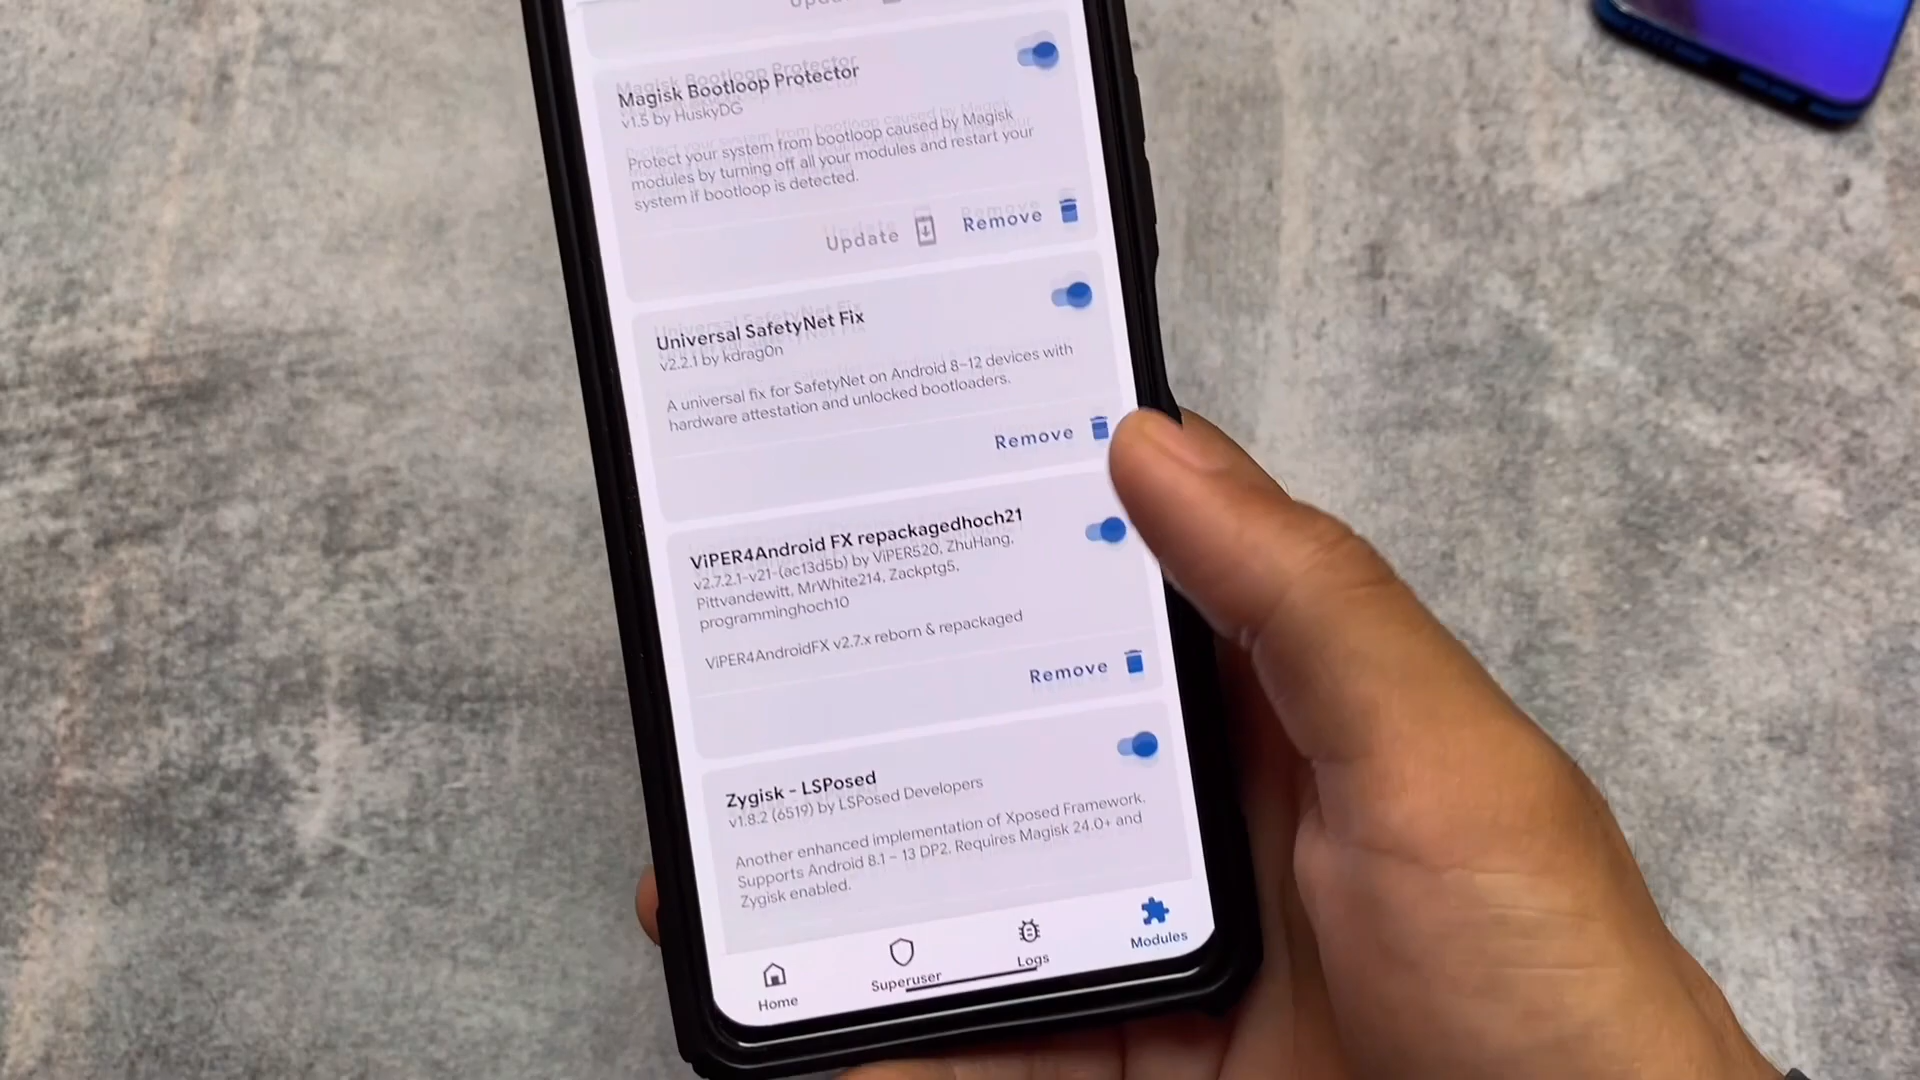 Magisk Bootloop Protector
v1.5 by HuskyDG
Protect your system from bootloop caused by Magisk
modules by turning off all your modules and restart your
system if bootloop is detected.
Update Remove
Universal SafetyNet Fix
v2.2.1 by kdrag0n
A universal fix for SafetyNet on Android 8–12 devices with
hardware attestation and unlocked bootloaders.
Remove
ViPER4Android FX repackagedhoch21
v2.7.2.1-v21-(ac13d5b) by ViPER520, ZhuHang,
Pittvandewitt, MrWhite214, Zackptg5,
programminghoch10
ViPER4AndroidFX v2.7.x reborn & repackaged
Remove
Zygisk - LSPosed
v1.8.2 (6519) by LSPosed Developers
Another enhanced implementation of Xposed Framework.
Supports Android 8.1 ~ 13 DP2. Requires Magisk 24.0+ and
Zygisk enabled.
Home Superuser Logs Modules